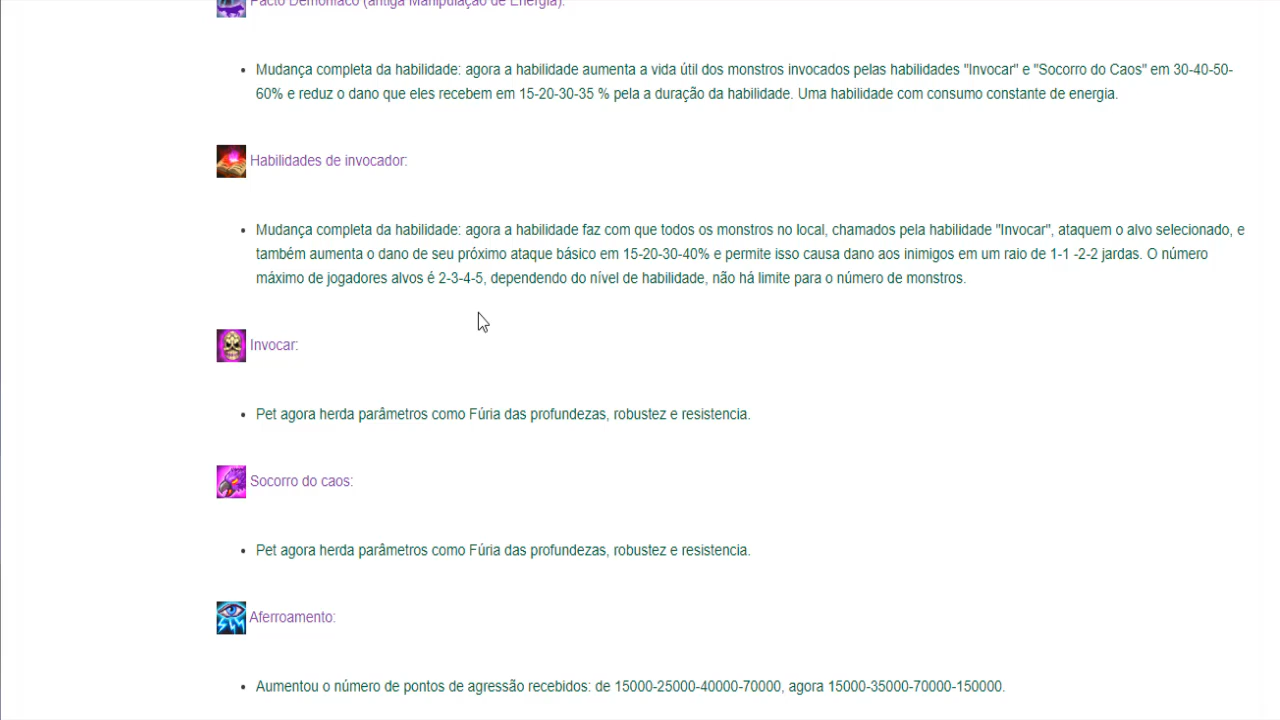 Pacto Demoníaco (antiga Manipulação de Energia):
• Mudança completa da habilidade: agora a habilidade aumenta a vida útil dos monstros invocados pelas habilidades "Invocar" e "Socorro do Caos" em 30-40-50-
60% e reduz o dano que eles recebem em 15-20-30-35 % pela a duração da habilidade. Uma habilidade com consumo constante de energia.
Habilidades de invocador:
• Mudança completa da habilidade: agora a habilidade faz com que todos os monstros no local, chamados pela habilidade "Invocar", ataquem o alvo selecionado, e
também aumenta o dano de seu próximo ataque básico em 15-20-30-40% e permite isso causa dano aos inimigos em um raio de 1-1 -2-2 jardas. O número
máximo de jogadores alvos é 2-3-4-5, dependendo do nível de habilidade, não há limite para o número de monstros.
Invocar:
• Pet agora herda parâmetros como Fúria das profundezas, robustez e resistencia.
Socorro do caos:
• Pet agora herda parâmetros como Fúria das profundezas, robustez e resistencia.
Aferroamento:
• Aumentou o número de pontos de agressão recebidos: de 15000-25000-40000-70000, agora 15000-35000-70000-150000.